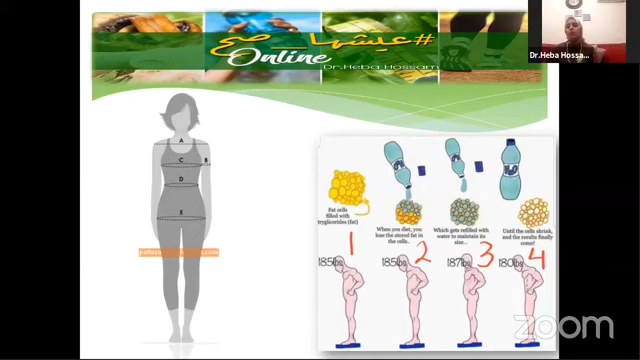 #عيشها_صح
Online
Dr.Heba Hossam
Dr.Heba Hossa...
A
C
B
D
E
Fat cells
filled with
tryglicerides (fat)
When you diet, you
lose the stored fat in
the cells..
Which gets refilled with
water to maintain its
size...
Until the cells shrink,
and the results finally
come!
1
2
3
4
185lbs
185lbs
187lbs
180lbs
zoom